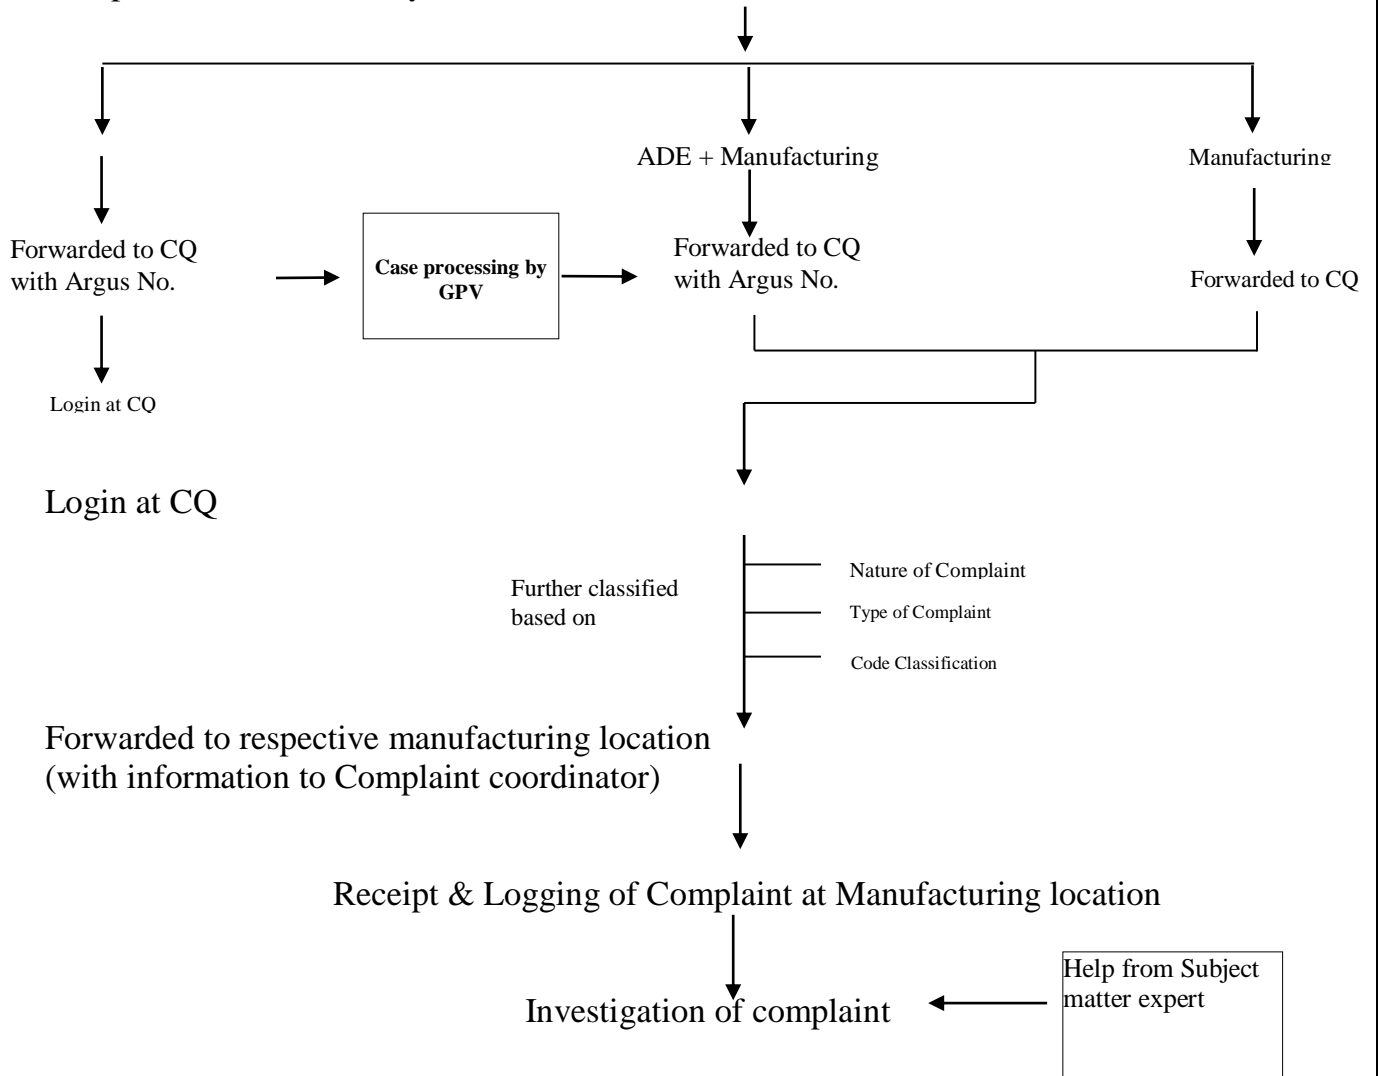 ADE + Manufacturing
Manufacturing
Forwarded to CQ
with Argus No.
Case processing by
GPV
Forwarded to CQ
with Argus No.
Forwarded to CQ
Login at CQ
Login at CQ
Further classified
based on
Nature of Complaint
Type of Complaint
Code Classification
Forwarded to respective manufacturing location
(with information to Complaint coordinator)
Receipt & Logging of Complaint at Manufacturing location
Investigation of complaint
Help from Subject
matter expert